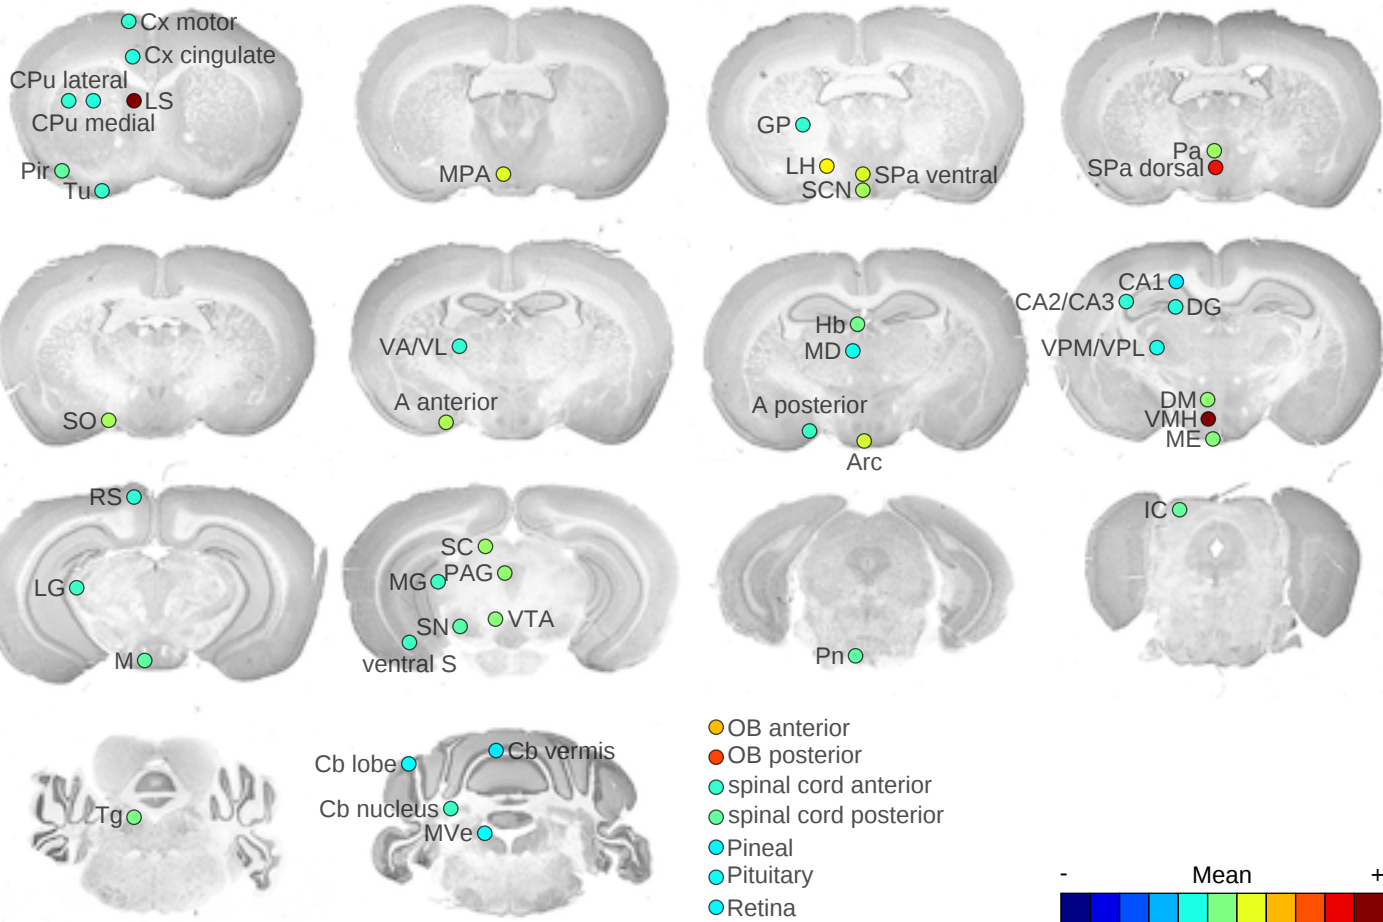 Cx motor
Cx cingulate
CPu lateral
LS
CPu medial
Pir
Tu
MPA
GP
LH
SPa ventral
SCN
Pa
SPa dorsal
SO
VA/VL
A anterior
Hb
MD
A posterior
Arc
CA1
CA2/CA3
DG
VPM/VPL
DM
VMH
ME
RS
LG
M
SC
PAG
MG
VTA
SN
ventral S
Pn
IC
Tg
Cb vermis
Cb lobe
Cb nucleus
MVe
OB anterior
OB posterior
spinal cord anterior
spinal cord posterior
Pineal
Pituitary
Retina
- Mean +